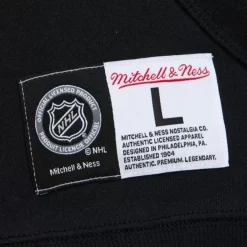 OFFICIAL LICENSED PRODUCT
NHL
PRODUIT LICENCIÉ OFFICIEL
© NHL
Mitchell & Ness
Mitchell & Ness
L
MITCHELL & NESS NOSTALGIA CO.
AUTHENTIC LICENSED APPAREL
DESIGNED IN PHILADELPHIA, PA.
ESTABLISHED 1904
AUTHENTIC. PREMIUM. LEGENDARY.